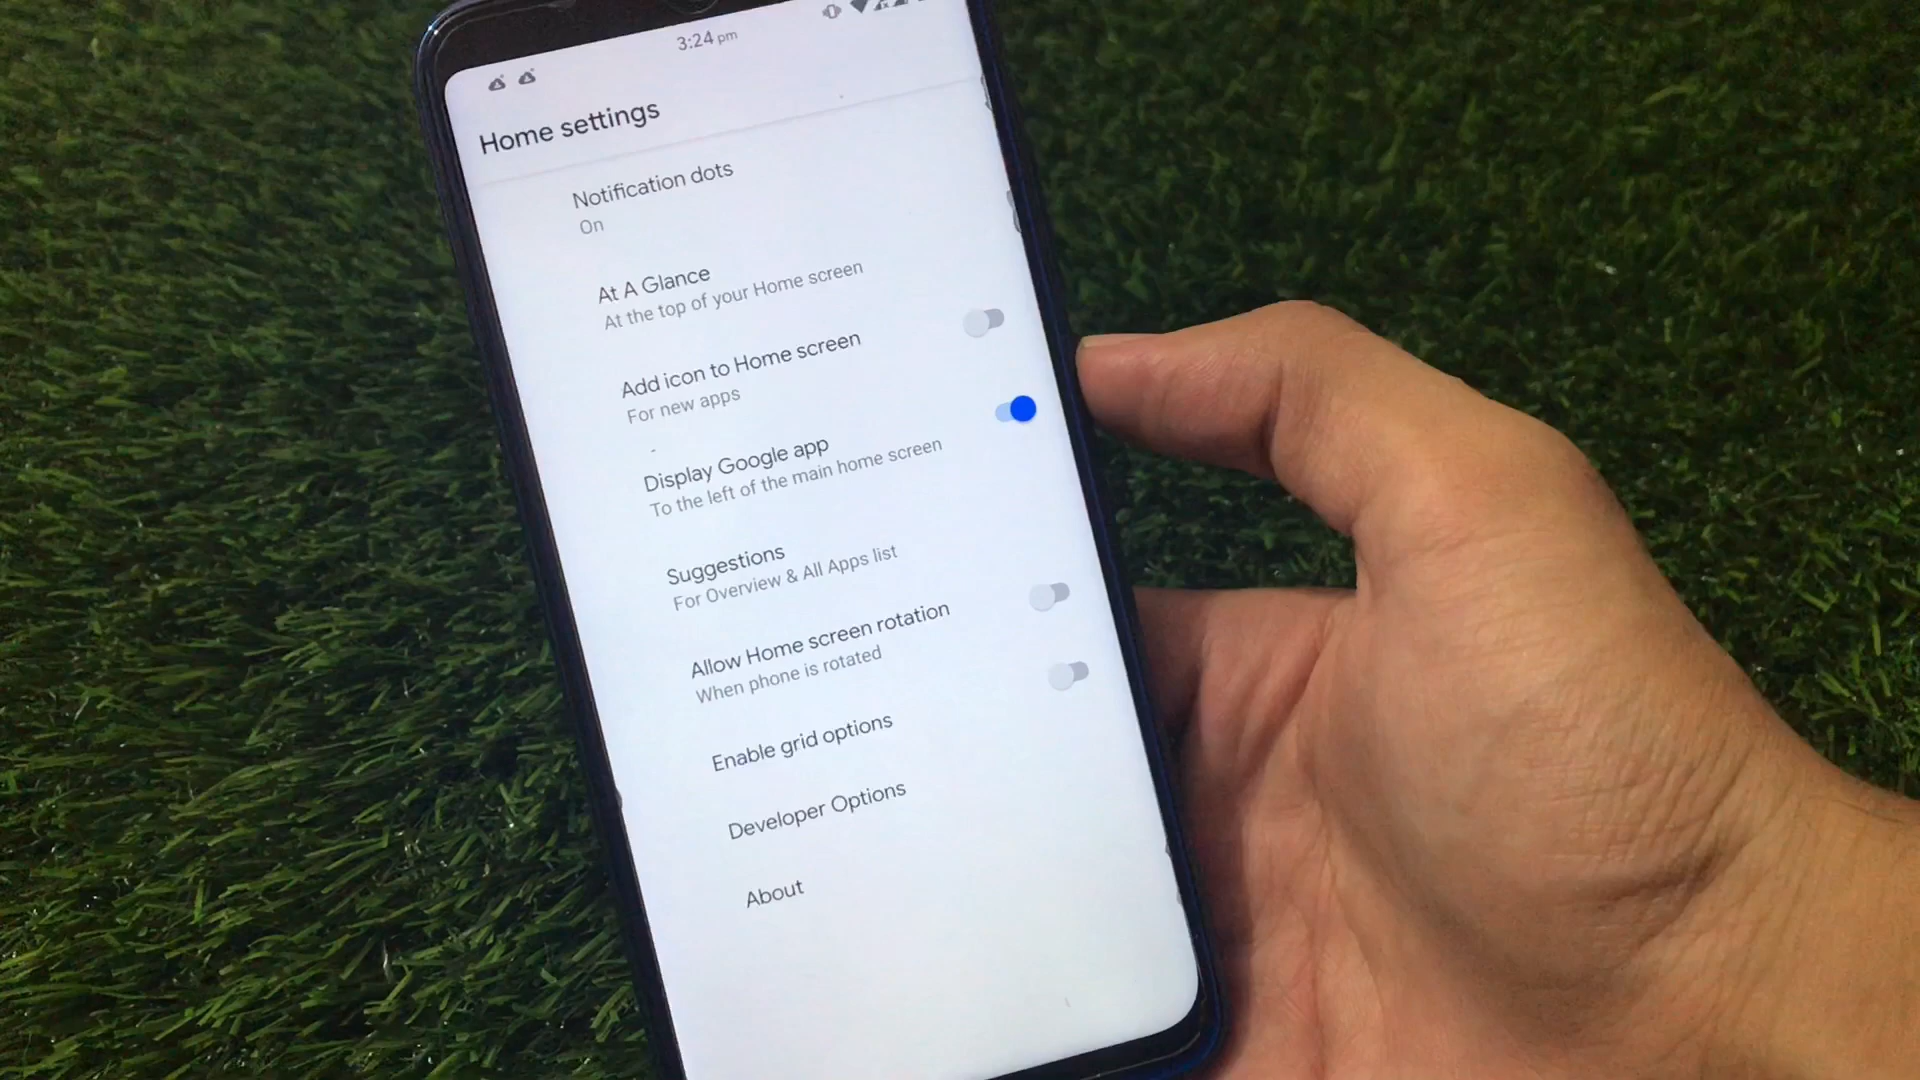 3:24 pm
Home settings
Notification dots
On
At A Glance
At the top of your Home screen
Add icon to Home screen
For new apps
Display Google app
To the left of the main home screen
Suggestions
For Overview & All Apps list
Allow Home screen rotation
When phone is rotated
Enable grid options
Developer Options
About